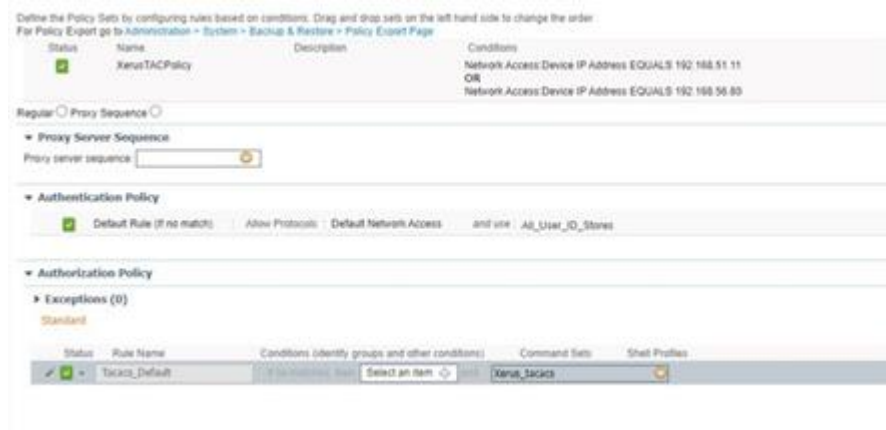 Define the Policy Sets by configuring rules based on conditions. Drag and drop sets on the left hand side to change the order
For Policy Export go to Administration > System > Backup & Restore > Policy Export Page
Status Name Description Conditions
XerusTACPolicy Network Access:Device IP Address EQUALS 192.168.51.11
OR
Network Access:Device IP Address EQUALS 192.168.56.80
Regular Proxy Sequence
Proxy Server Sequence
Proxy server sequence
Authentication Policy
Default Rule (If no match) Allow Protocols : Default Network Access and use : All_User_ID_Stores
Authorization Policy
Exceptions (0)
Standard
Status Rule Name Conditions (identity groups and other conditions) Command Sets Shell Profiles
Tacacs_Default Select an item Xerus_tacacs